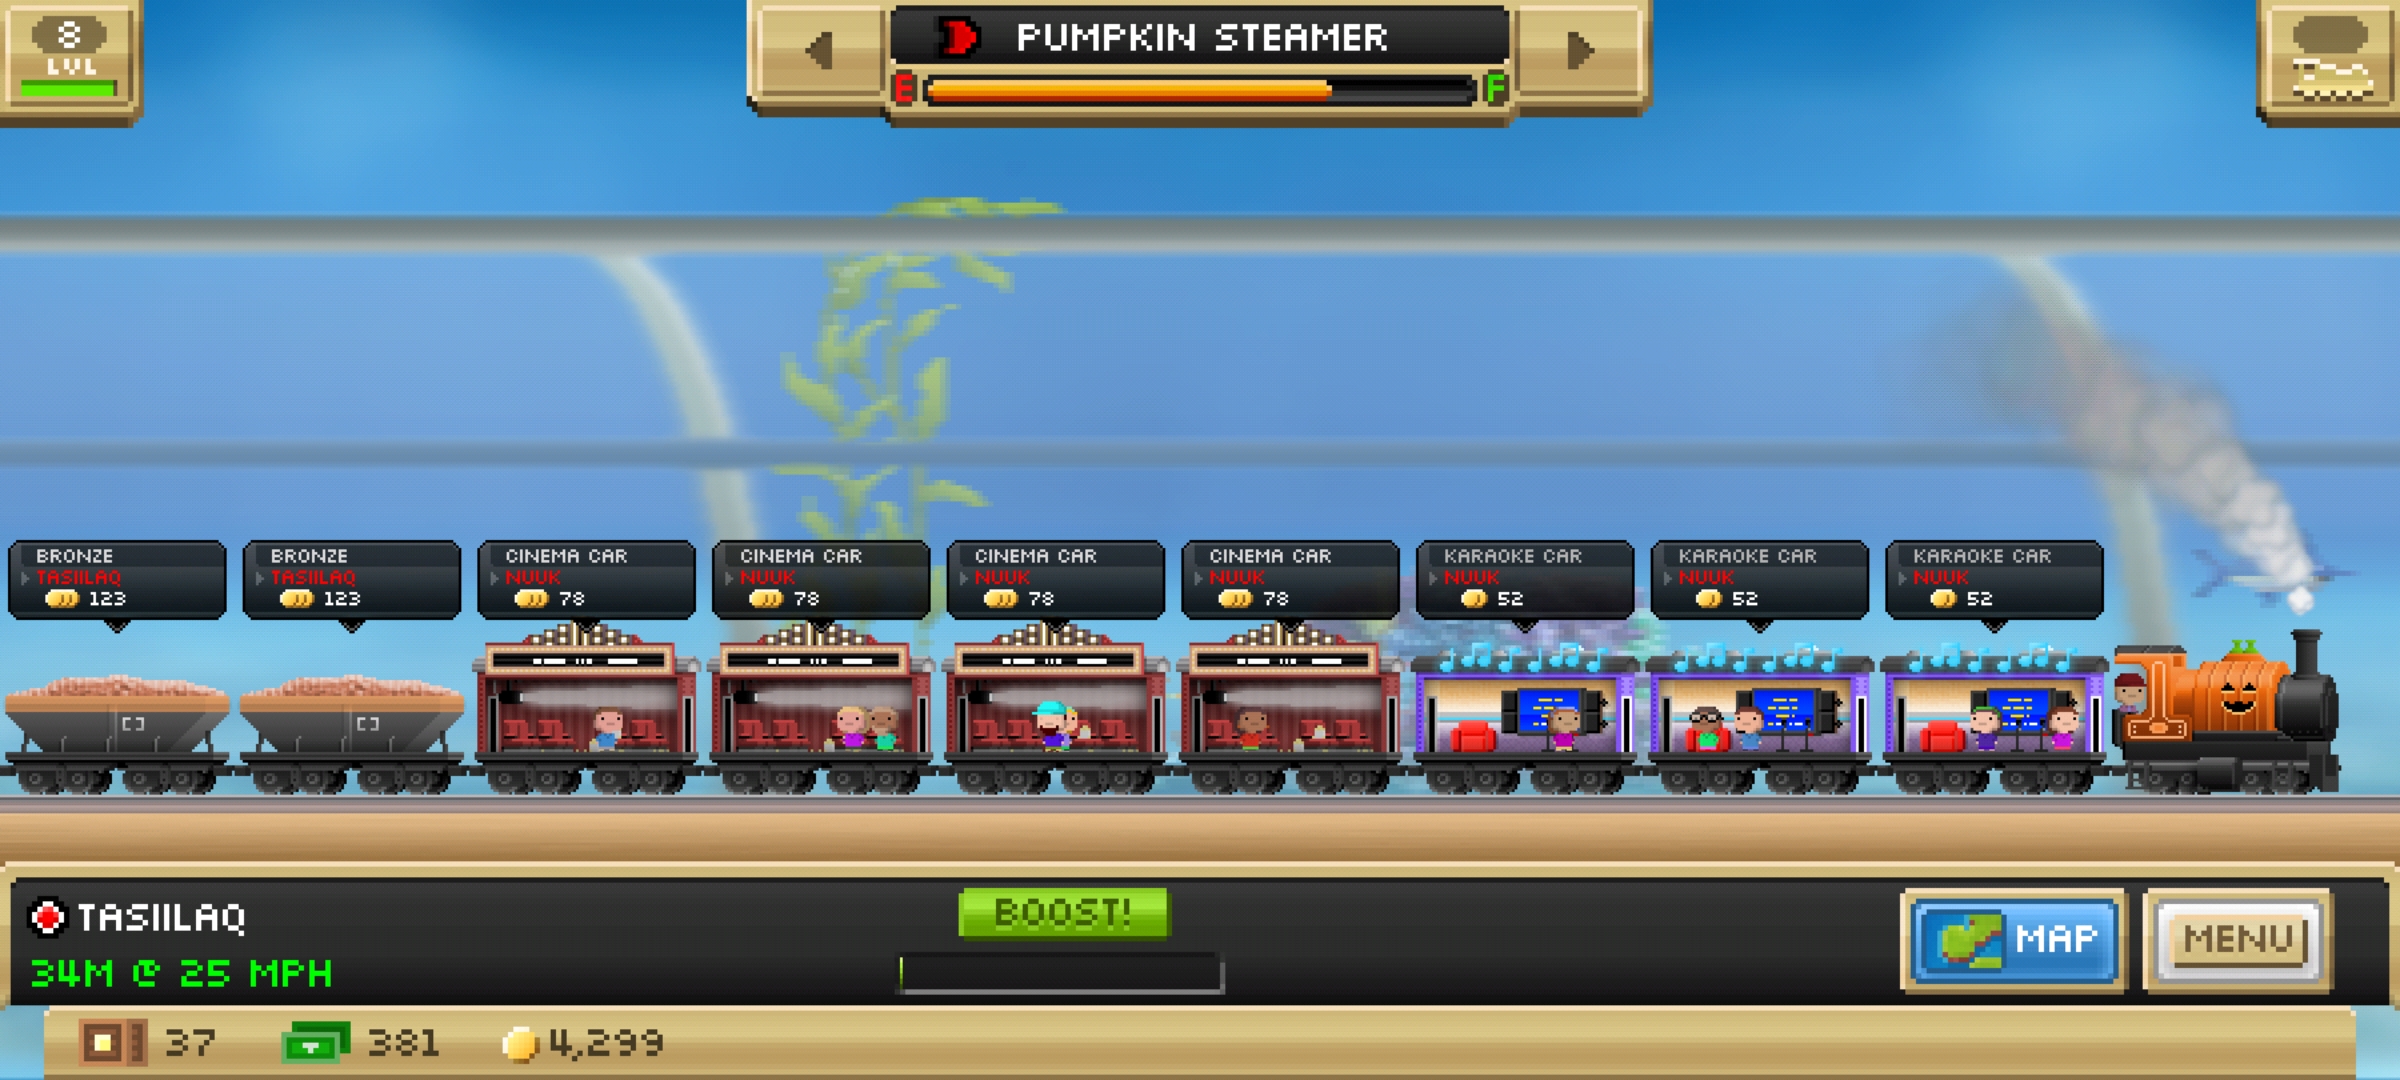 8
LVL
PUMPKIN STEAMER
E F
BRONZE
TASIILAQ
123
BRONZE
TASIILAQ
123
CINEMA CAR
NUUK
78
CINEMA CAR
NUUK
78
CINEMA CAR
NUUK
78
CINEMA CAR
NUUK
78
KARAOKE CAR
NUUK
52
KARAOKE CAR
NUUK
52
KARAOKE CAR
NUUK
52
TASIILAQ
34M @ 25 MPH
BOOST!
MAP
MENU
37
381
4,299